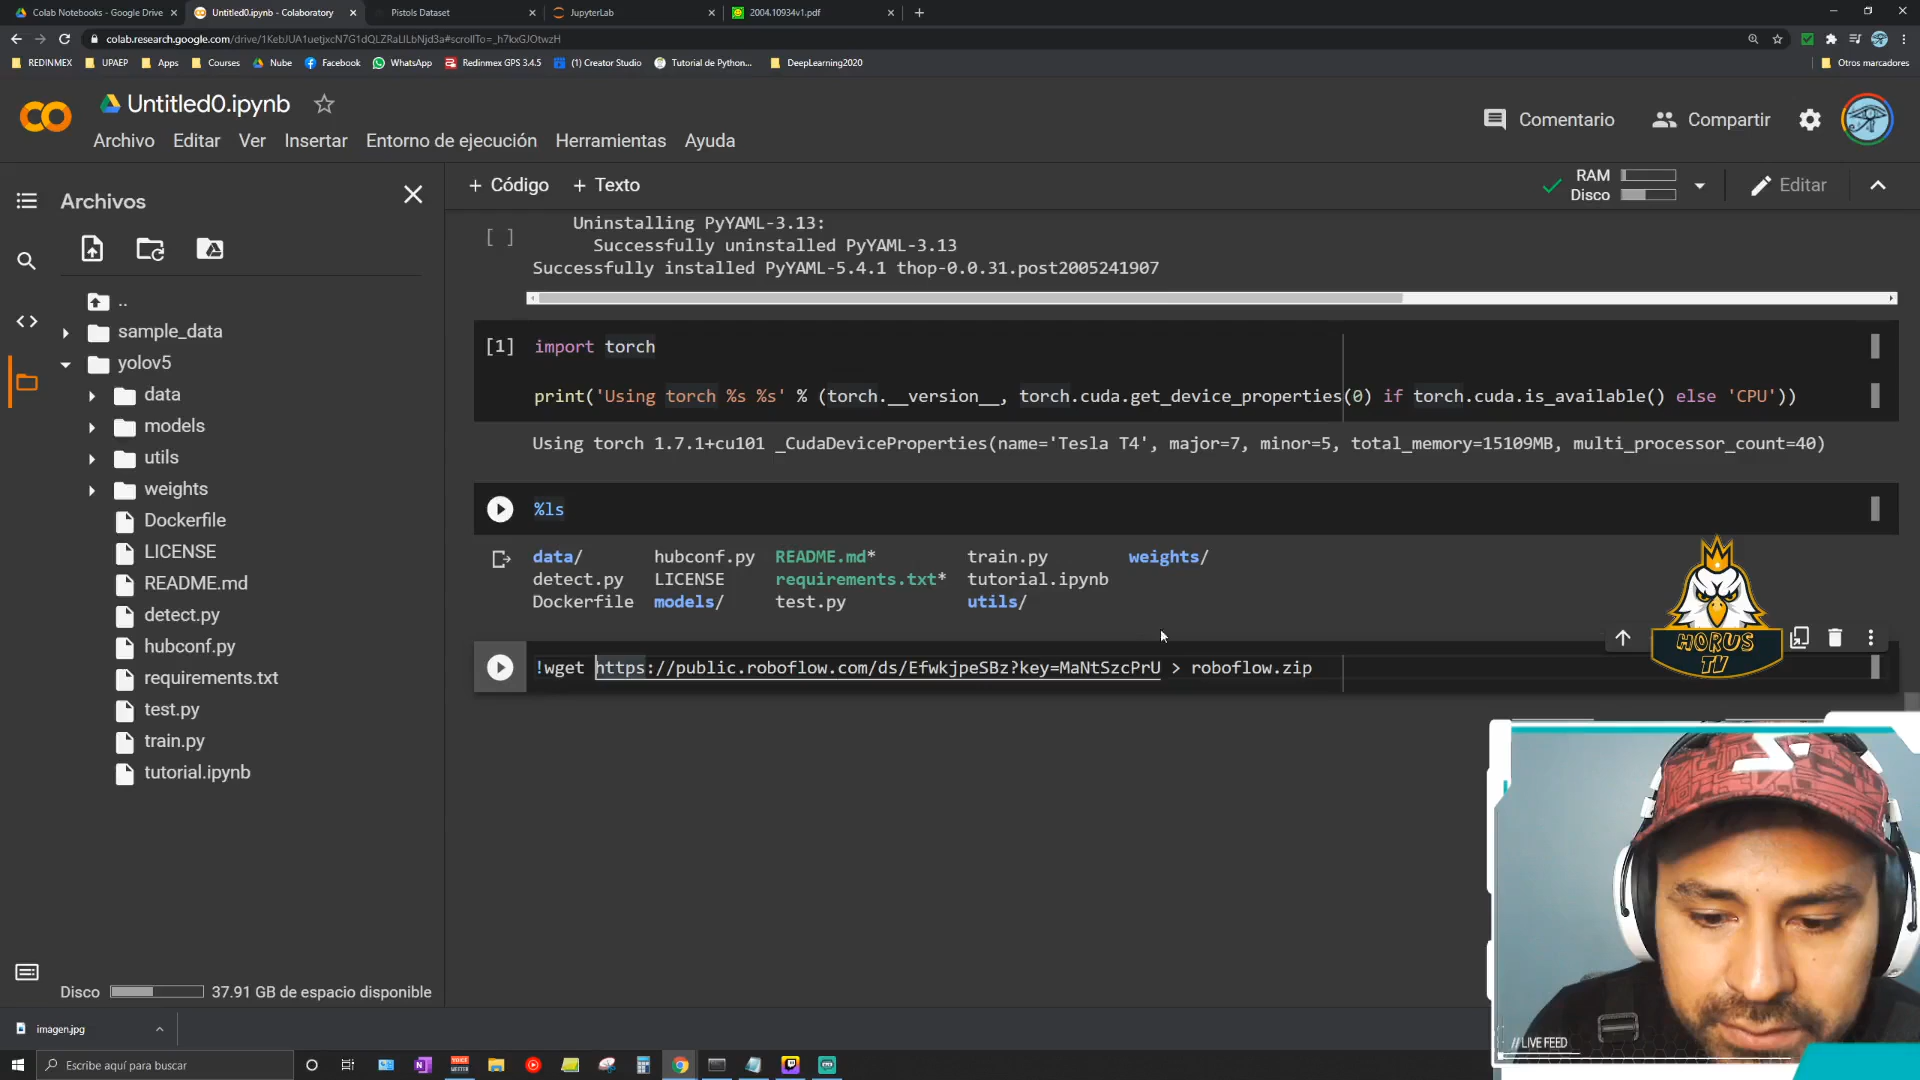 Colab Notebooks - Google Drive
Untitled0.ipynb - Colaboratory
Pistols Dataset
JupyterLab
2004.10934v1.pdf
colab.research.google.com/drive/1KebJUA1uetjxcN7G1dQLZRaLILbNjd3a#scrollTo=_h7kxGJOtwzH
REDINMEX
UPAEP
Apps
Courses
Nube
Facebook
WhatsApp
Redinmex GPS 3.4.5
(1) Creator Studio
Tutorial de Python...
DeepLearning2020
Otros marcadores
CO
Untitled0.ipynb
Comentario
Compartir
Archivo Editar Ver Insertar Entorno de ejecución Herramientas Ayuda
Archivos
+ Código + Texto
RAM
Disco
Editar
..
sample_data
yolov5
data
models
utils
weights
Dockerfile
LICENSE
README.md
detect.py
hubconf.py
requirements.txt
test.py
train.py
tutorial.ipynb
Disco 37.91 GB de espacio disponible
[ ] Uninstalling PyYAML-3.13:
Successfully uninstalled PyYAML-3.13
Successfully installed PyYAML-5.4.1 thop-0.0.31.post2005241907
[1] import torch
print('Using torch %s %s' % (torch.__version__, torch.cuda.get_device_properties(0) if torch.cuda.is_available() else 'CPU'))
Using torch 1.7.1+cu101 _CudaDeviceProperties(name='Tesla T4', major=7, minor=5, total_memory=15109MB, multi_processor_count=40)
%ls
data/ hubconf.py README.md* train.py weights/
detect.py LICENSE requirements.txt* tutorial.ipynb
Dockerfile models/ test.py utils/
!wget https://public.roboflow.com/ds/EfwkjpeSBz?key=MaNtSzcPrU > roboflow.zip
HORUS
TV
// LIVE FEED
imagen.jpg
Escribe aquí para buscar